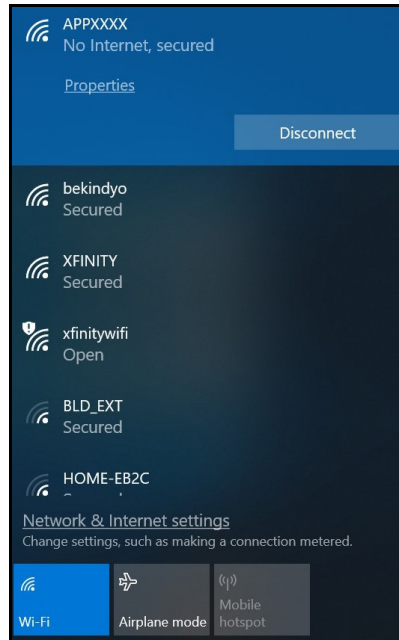 APPXXXX
No Internet, secured
Properties
Disconnect
bekindyo
Secured
XFINITY
Secured
xfinitywifi
Open
BLD_EXT
Secured
HOME-EB2C
Network & Internet settings
Change settings, such as making a connection metered.
Wi-Fi
Airplane mode
Mobile
hotspot